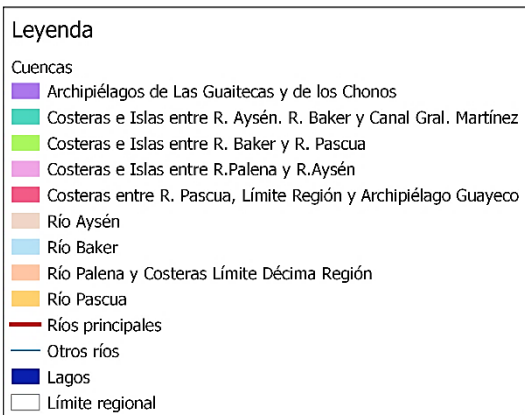 Leyenda
Cuencas
Archipiélagos de Las Guaitecas y de los Chonos
Costeras e Islas entre R. Aysén. R. Baker y Canal Gral. Martínez
Costeras e Islas entre R. Baker y R. Pascua
Costeras e Islas entre R.Palena y R.Aysén
Costeras entre R. Pascua, Límite Región y Archipiélago Guayeco
Río Aysén
Río Baker
Río Palena y Costeras Límite Décima Región
Río Pascua
Ríos principales
Otros ríos
Lagos
Límite regional